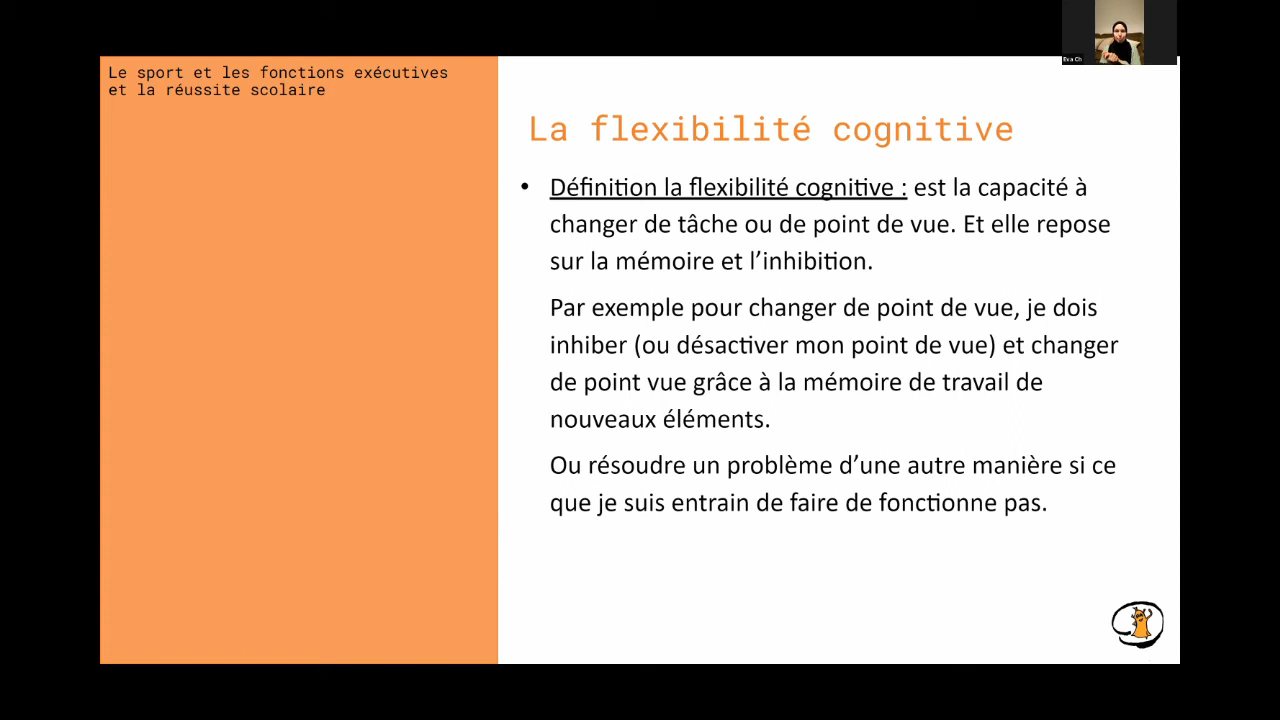 Le sport et les fonctions exécutives
et la réussite scolaire
La flexibilité cognitive
• Définition la flexibilité cognitive : est la capacité à
changer de tâche ou de point de vue. Et elle repose
sur la mémoire et l’inhibition.
Par exemple pour changer de point de vue, je dois
inhiber (ou désactiver mon point de vue) et changer
de point vue grâce à la mémoire de travail de
nouveaux éléments.
Ou résoudre un problème d’une autre manière si ce
que je suis entrain de faire de fonctionne pas.
Eva Ch